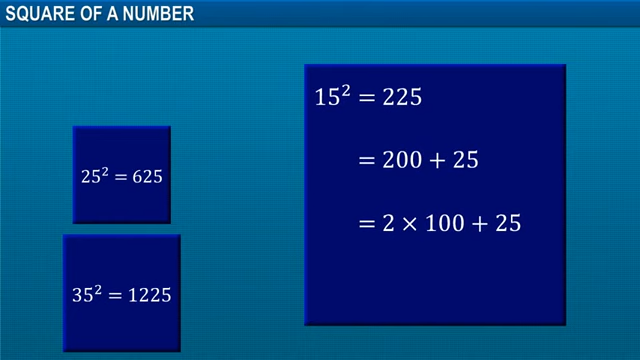 SQUARE OF A NUMBER
25² = 625
35² = 1225
15² = 225
= 200 + 25
= 2 × 100 + 25